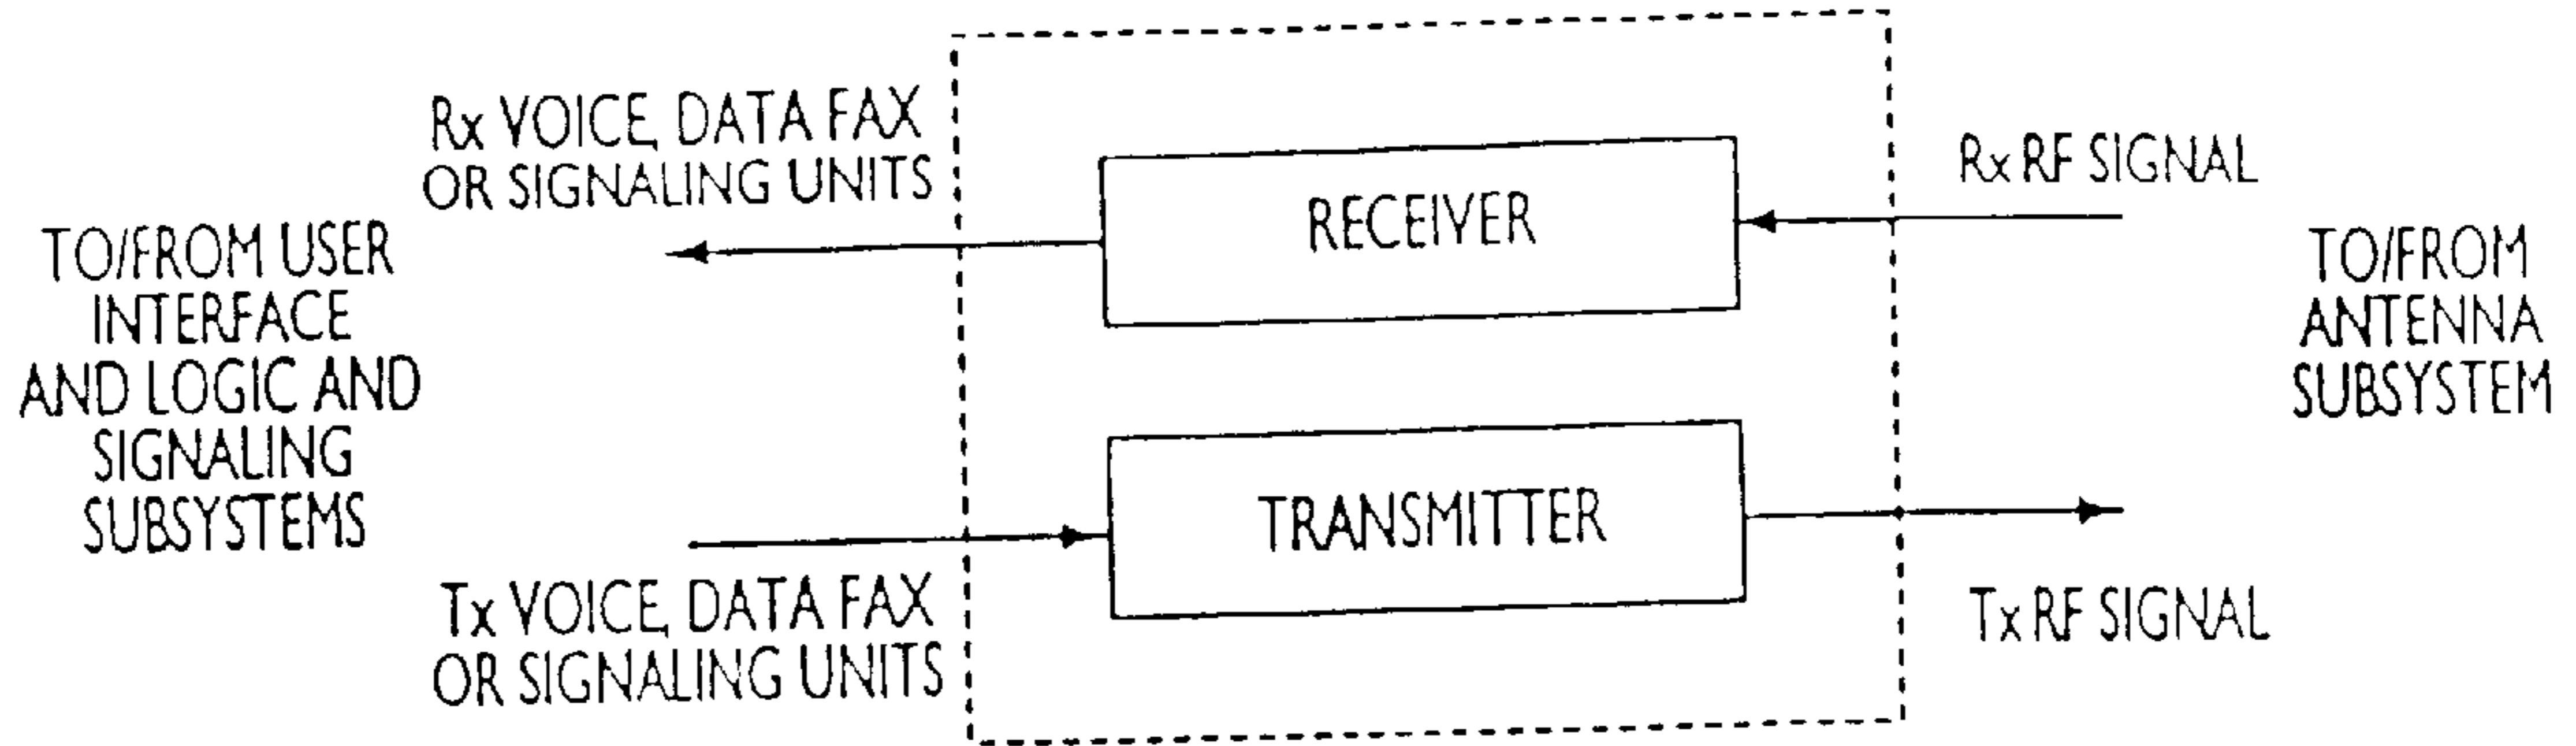 Rx VOICE, DATA FAX
OR SIGNALING UNITS
Rx RF SIGNAL
RECEIVER
TO/FROM USER
INTERFACE
AND LOGIC AND
SIGNALING
SUBSYSTEMS
TO/FROM
ANTENNA
SUBSYSTEM
TRANSMITTER
Tx VOICE, DATA FAX
OR SIGNALING UNITS
Tx RF SIGNAL